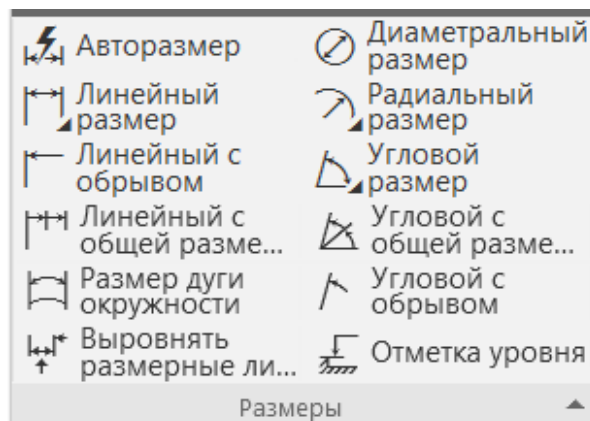 Авторазмер
Диаметральный
размер
Линейный
размер
Радиальный
размер
Линейный с
обрывом
Угловой
размер
Линейный с
общей разме...
Угловой с
общей разме...
Размер дуги
окружности
Угловой с
обрывом
Выровнять
размерные ли...
Отметка уровня
Размеры